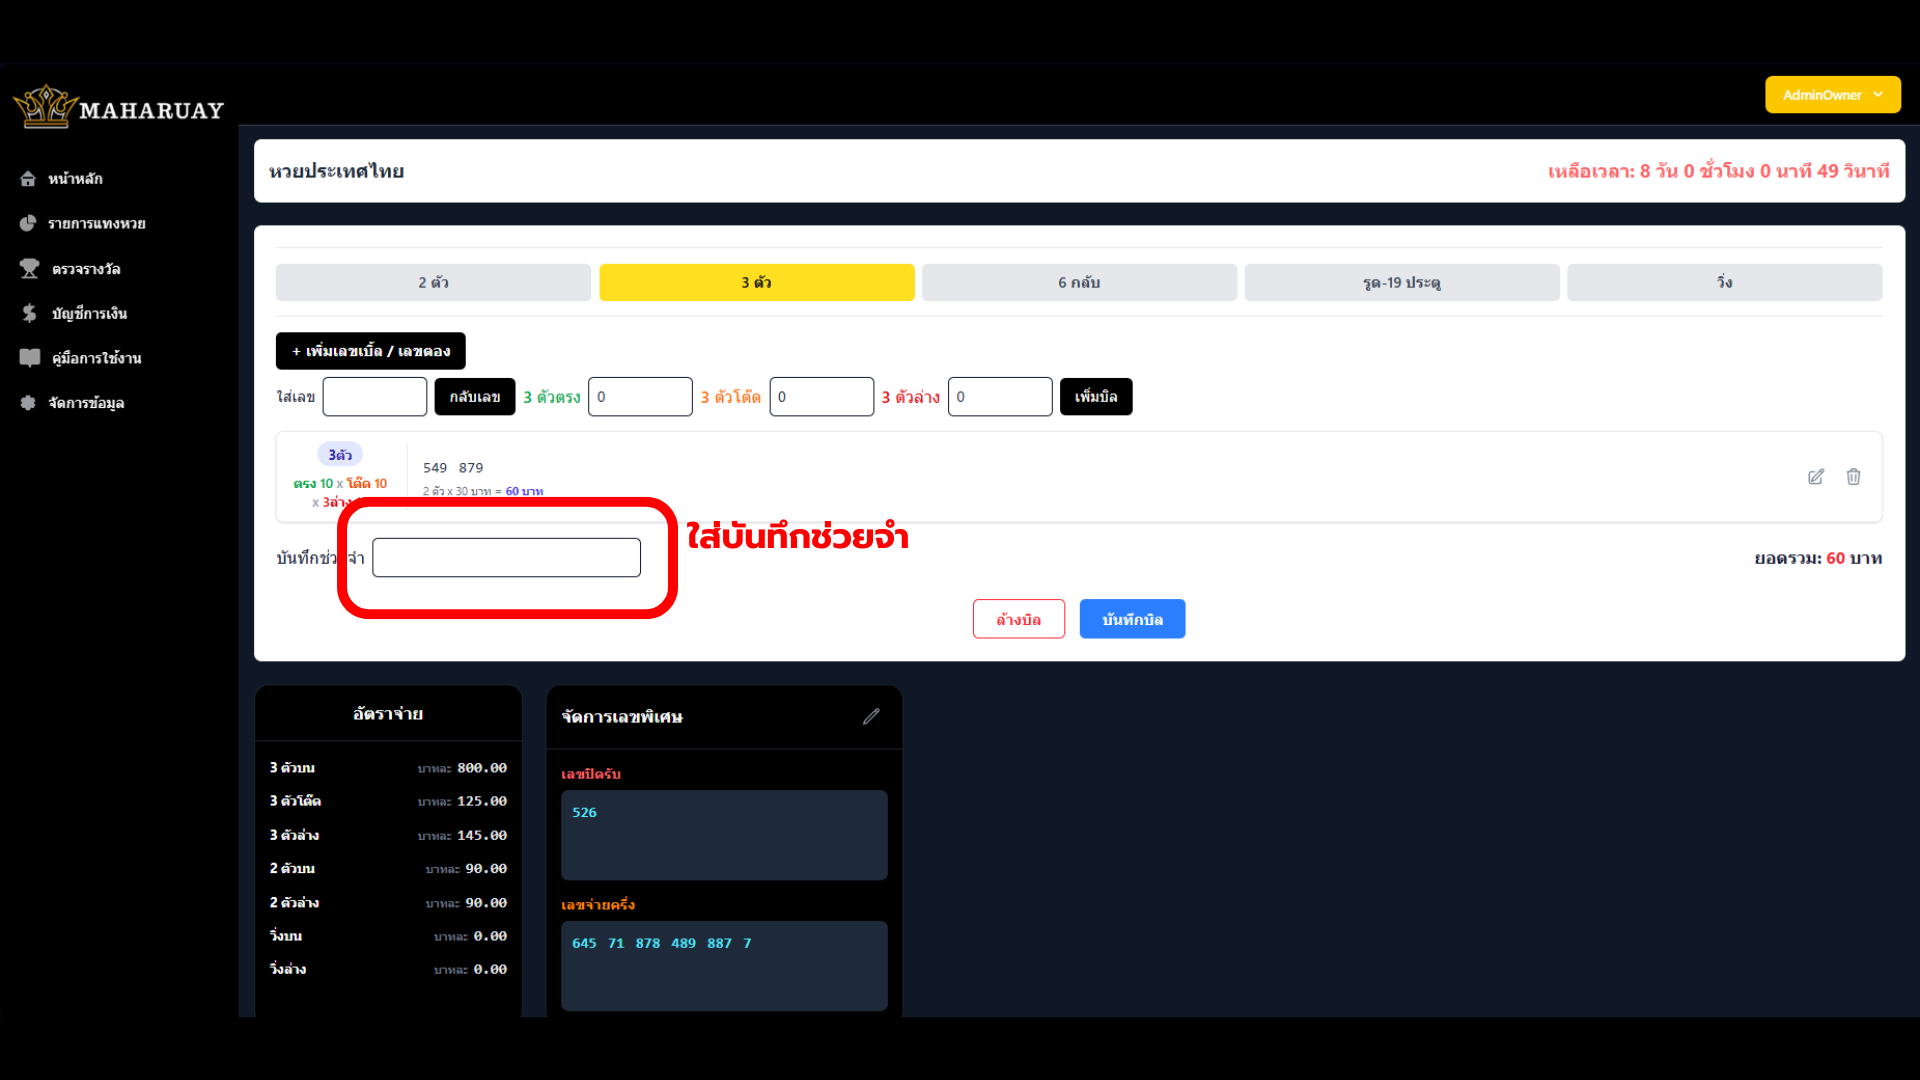 MAHARUAY
AdminOwner
หน้าหลัก
รายการแทงหวย
ตรวจรางวัล
บัญชีการเงิน
คู่มือการใช้งาน
จัดการข้อมูล
หวยประเทศไทย
เหลือเวลา: 8 วัน 0 ชั่วโมง 0 นาที 49 วินาที
2 ตัว
3 ตัว
6 กลับ
รูด-19 ประตู
วิ่ง
+ เพิ่มเลขเบิ้ล / เลขตอง
ใส่เลข
กลับเลข
3 ตัวตรง 0
3 ตัวโต๊ด 0
3 ตัวล่าง 0
เพิ่มบิล
3ตัว
ตรง 10 x โต๊ด 10
x 3ล่าง
549 879
2 ตัว x 30 บาท = 60 บาท
ใส่บันทึกช่วยจำ
บันทึกช่วยจำ
ยอดรวม: 60 บาท
ล้างบิล
บันทึกบิล
อัตราจ่าย
3 ตัวบน บาทละ 800.00
3 ตัวโต๊ด บาทละ 125.00
3 ตัวล่าง บาทละ 145.00
2 ตัวบน บาทละ 90.00
2 ตัวล่าง บาทละ 90.00
วิ่งบน บาทละ 0.00
วิ่งล่าง บาทละ 0.00
จัดการเลขพิเศษ
เลขปิดรับ
526
เลขจ่ายครึ่ง
645 71 878 489 887 7